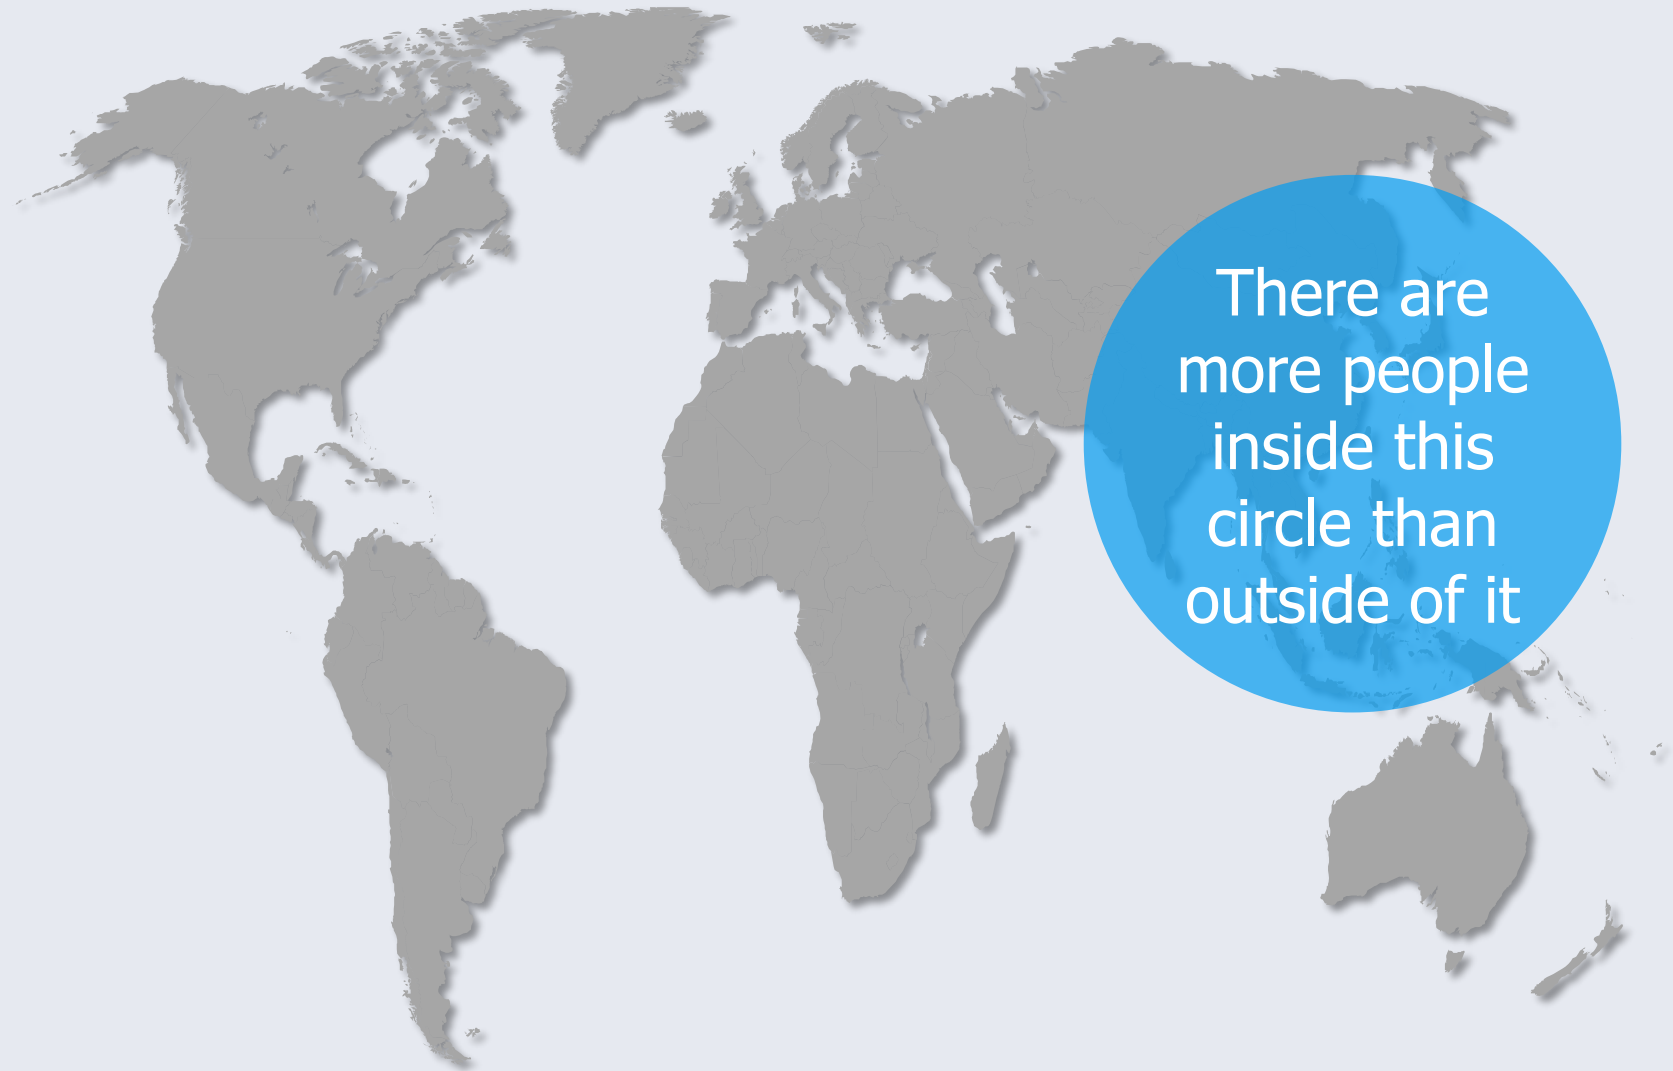 There are
more people
inside this
circle than
outside of it